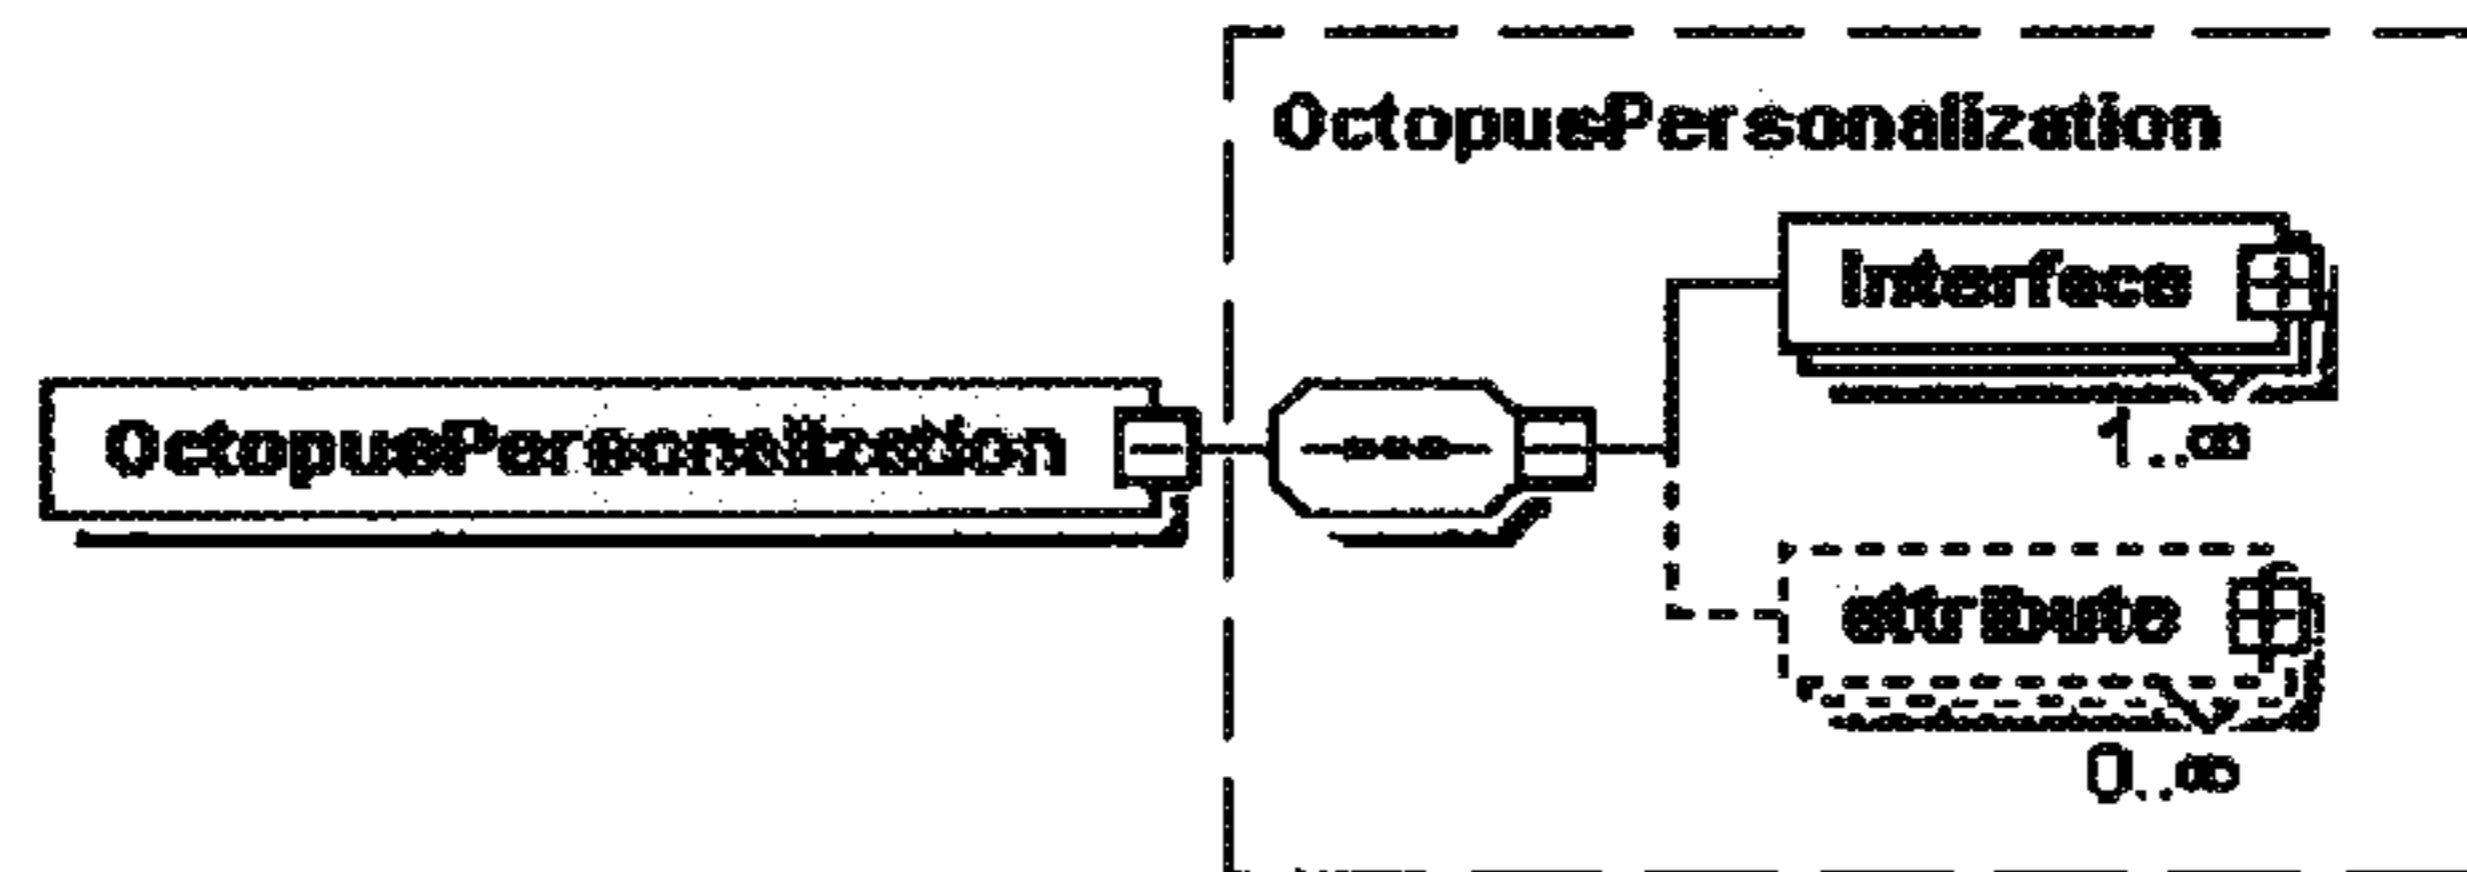 OctopusPersonalization
Interface
OctopusPersonalization
1..∞
attribute
0..∞